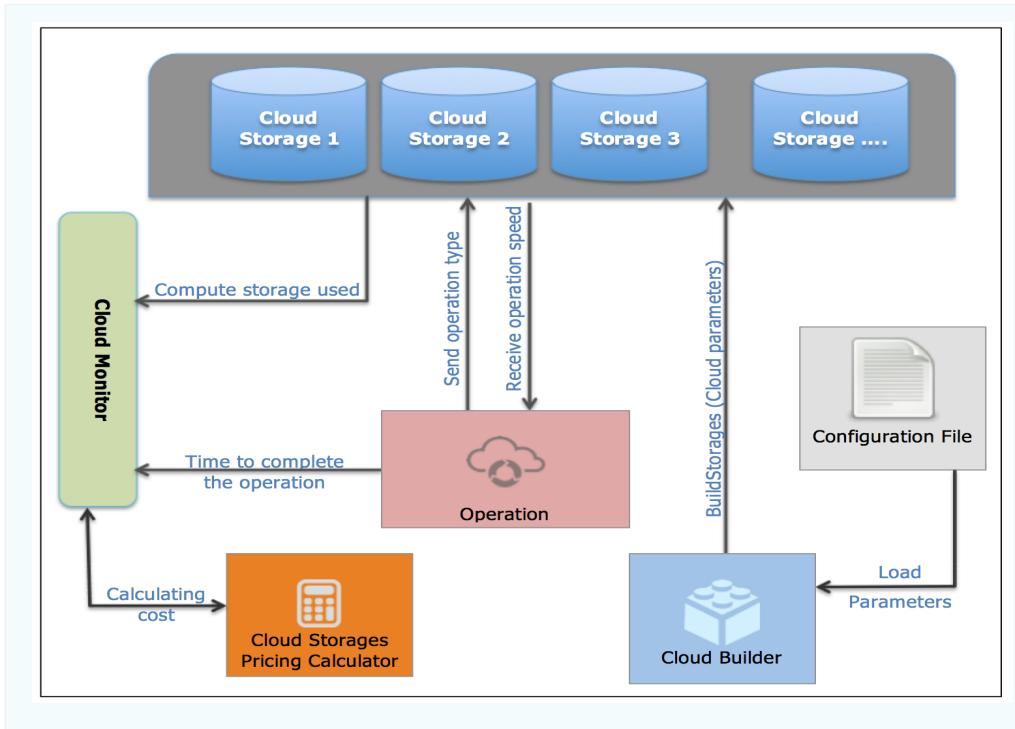 Cloud
Storage 1
Cloud
Storage 2
Cloud
Storage 3
Cloud
Storage ....
Compute storage used
Send operation type
Receive operation speed
BuildStorages (Cloud parameters)
Cloud Monitor
Configuration File
Time to complete
the operation
Operation
Load
Parameters
Calculating
cost
Cloud Storages
Pricing Calculator
Cloud Builder